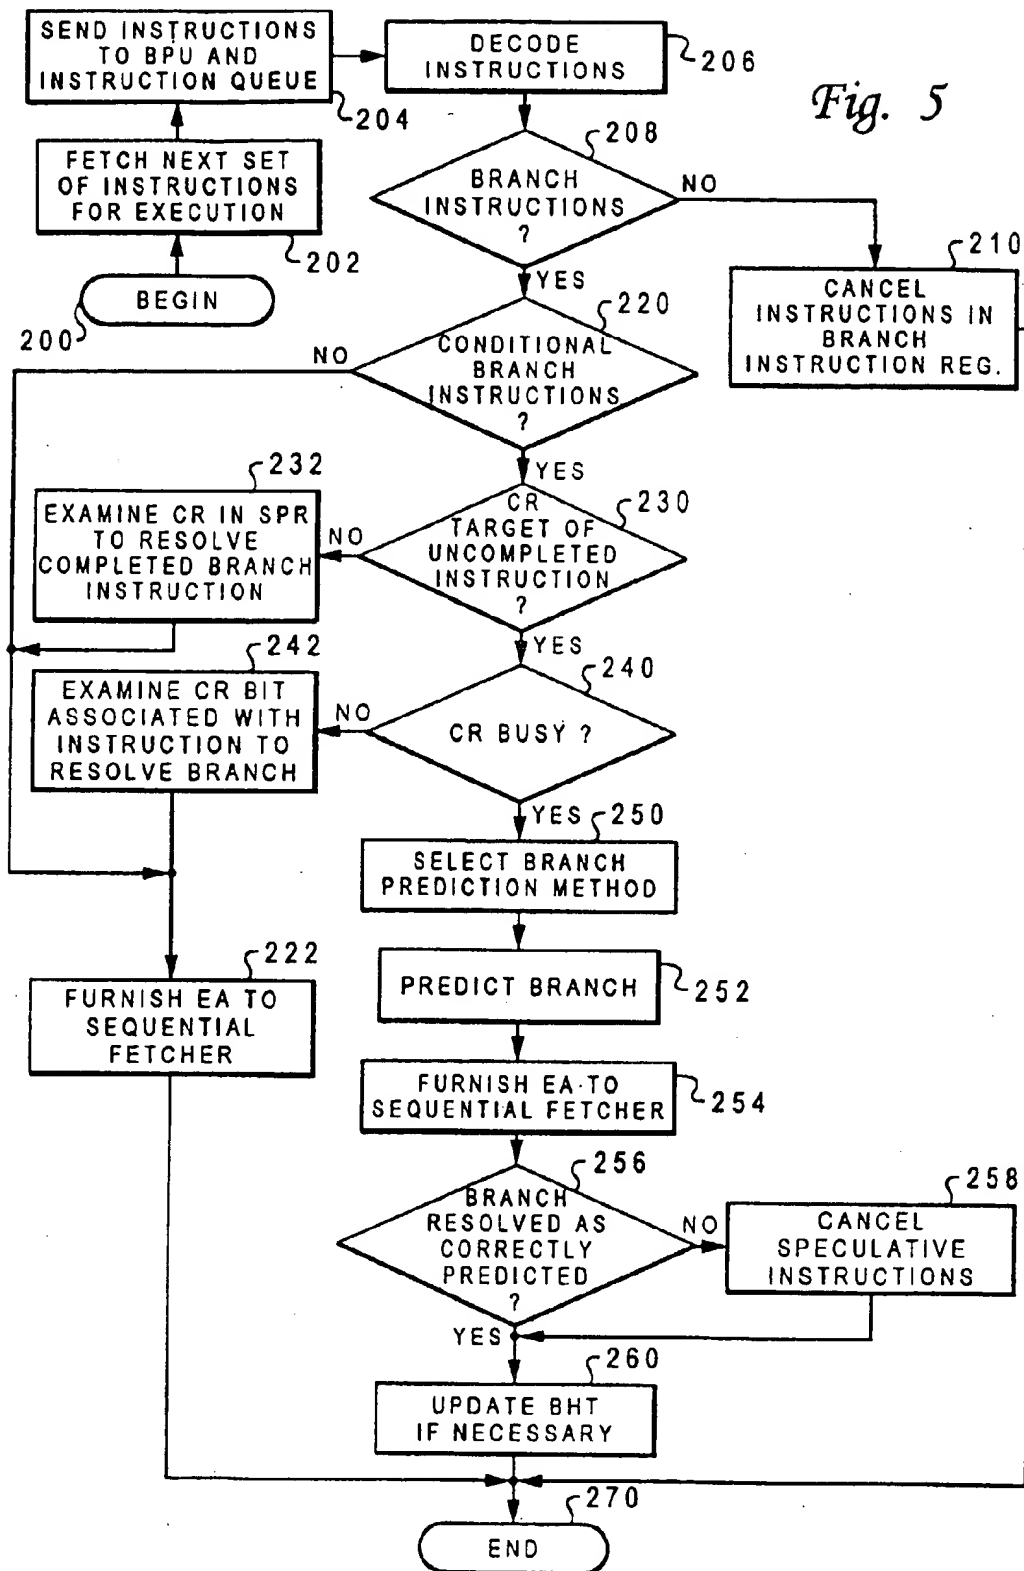 SEND INSTRUCTIONS
TO BPU AND
INSTRUCTION QUEUE
204
DECODE
INSTRUCTIONS
206
Fig. 5
FETCH NEXT SET
OF INSTRUCTIONS
FOR EXECUTION
202
BEGIN
200
208
BRANCH
INSTRUCTIONS
?
NO
YES
210
CANCEL
INSTRUCTIONS IN
BRANCH
INSTRUCTION REG.
220
CONDITIONAL
BRANCH
INSTRUCTIONS
?
NO
YES
230
CR
TARGET OF
UNCOMPLETED
INSTRUCTION
?
NO
YES
232
EXAMINE CR IN SPR
TO RESOLVE
COMPLETED BRANCH
INSTRUCTION
240
CR BUSY ?
NO
YES
242
EXAMINE CR BIT
ASSOCIATED WITH
INSTRUCTION TO
RESOLVE BRANCH
250
SELECT BRANCH
PREDICTION METHOD
222
FURNISH EA TO
SEQUENTIAL
FETCHER
PREDICT BRANCH
252
FURNISH EA TO
SEQUENTIAL FETCHER
254
256
BRANCH
RESOLVED AS
CORRECTLY
PREDICTED
?
NO
YES
258
CANCEL
SPECULATIVE
INSTRUCTIONS
260
UPDATE BHT
IF NECESSARY
270
END